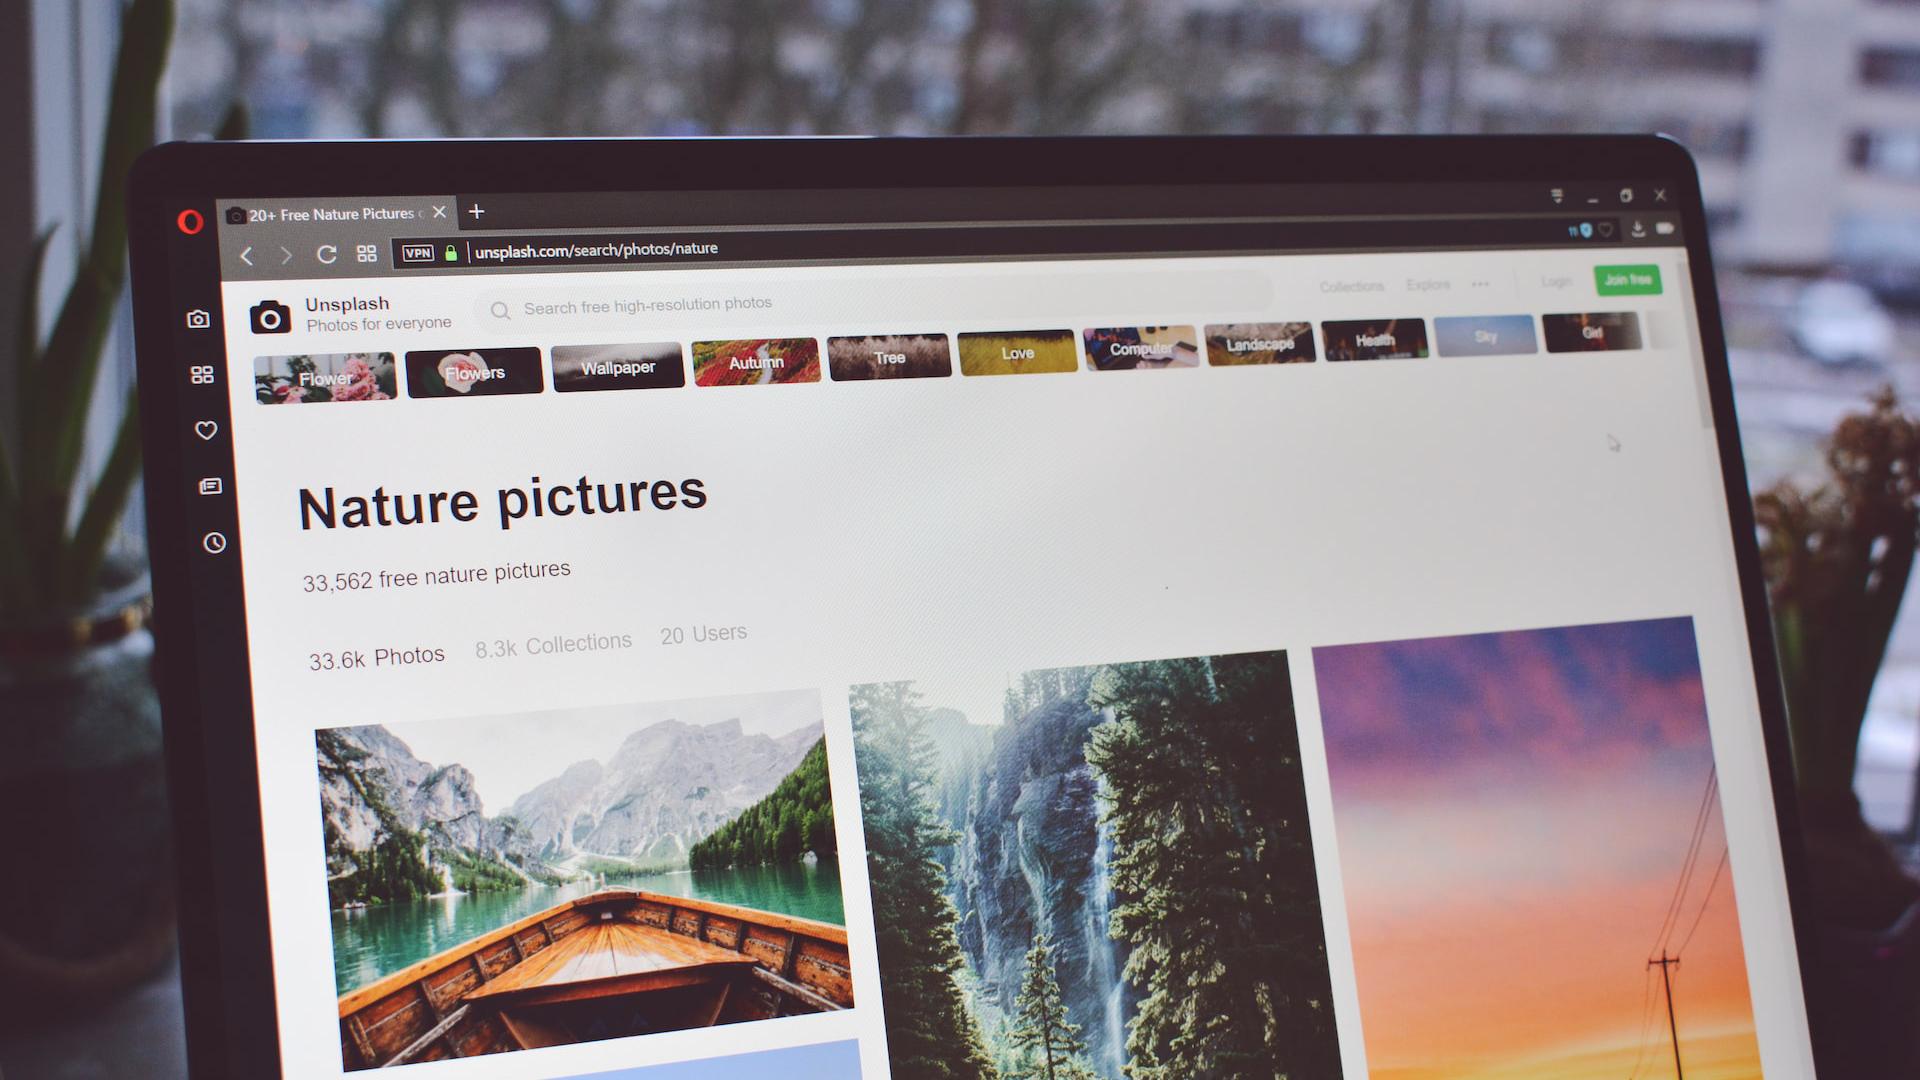 20+ Free Nature Pictures
VPN unsplash.com/search/photos/nature
11
Unsplash
Photos for everyone
Search free high-resolution photos
Collections Explore Login Join free
Flower Flowers Wallpaper Autumn Tree Love Computer Landscape Health Sky Girl
Nature pictures
33,562 free nature pictures
33.6k Photos 8.3k Collections 20 Users